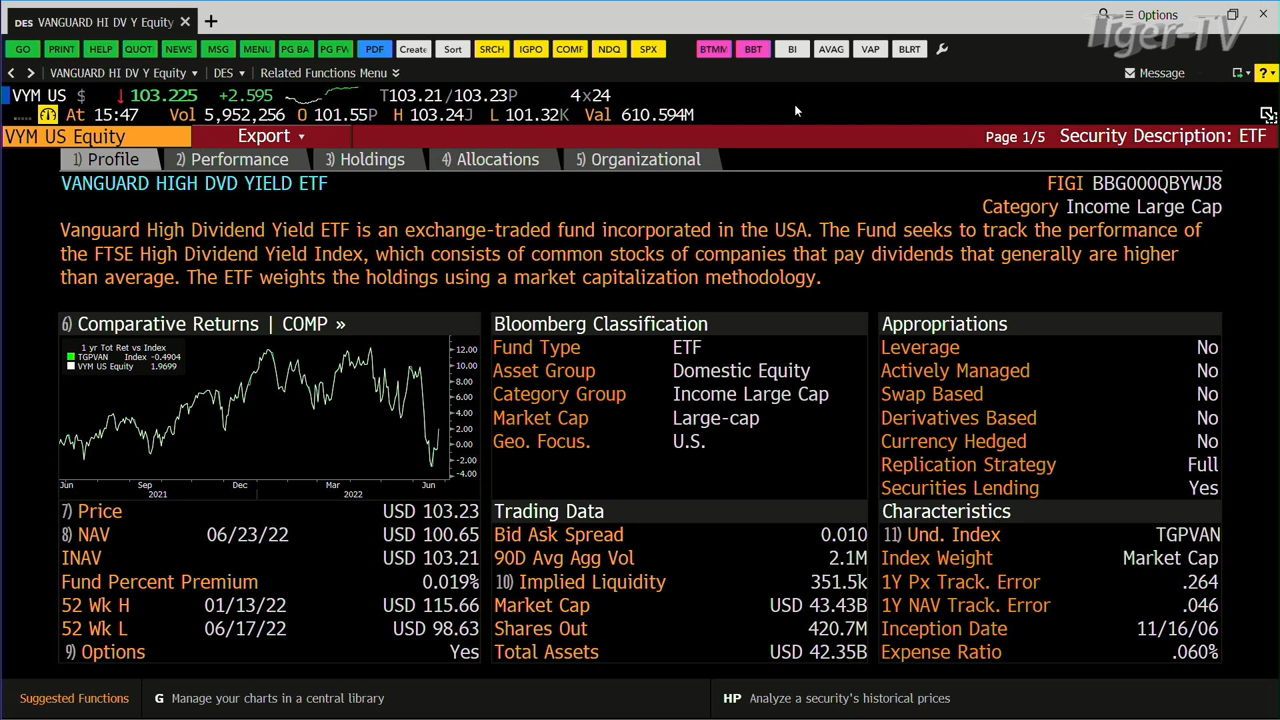 DES VANGUARD HI DV Y Equity ✕ +
Options
Tiger-TV
GO PRINT HELP QUOT NEWS MSG MENU PG BA PG FW PDF Create Sort SRCH IGPO COMF NDQ SPX BTMM BBT BI AVAG VAP BLRT
VANGUARD HI DV Y Equity DES Related Functions Menu Message ?
VYM US $ ↓103.225 +2.595 T103.21/103.23P 4x24
At 15:47 Vol 5,952,256 O 101.55P H 103.24J L 101.32K Val 610.594M
VYM US Equity Export Page 1/5 Security Description: ETF
1) Profile 2) Performance 3) Holdings 4) Allocations 5) Organizational
VANGUARD HIGH DVD YIELD ETF FIGI BBG000QBYWJ8
Category Income Large Cap
Vanguard High Dividend Yield ETF is an exchange-traded fund incorporated in the USA. The Fund seeks to track the performance of
the FTSE High Dividend Yield Index, which consists of common stocks of companies that pay dividends that generally are higher
than average. The ETF weights the holdings using a market capitalization methodology.
6) Comparative Returns | COMP »
1 yr Tot Ret vs Index
TGPVAN Index -0.4904
VYM US Equity 1.9699
12.00
10.00
8.00
6.00
4.00
2.00
0.00
-2.00
-4.00
Jun Sep Dec Mar Jun
2021 2022
7) Price USD 103.23
8) NAV 06/23/22 USD 100.65
INAV USD 103.21
Fund Percent Premium 0.019%
52 Wk H 01/13/22 USD 115.66
52 Wk L 06/17/22 USD 98.63
9) Options Yes
Bloomberg Classification
Fund Type ETF
Asset Group Domestic Equity
Category Group Income Large Cap
Market Cap Large-cap
Geo. Focus. U.S.
Trading Data
Bid Ask Spread 0.010
90D Avg Agg Vol 2.1M
10) Implied Liquidity 351.5k
Market Cap USD 43.43B
Shares Out 420.7M
Total Assets USD 42.35B
Appropriations
Leverage No
Actively Managed No
Swap Based No
Derivatives Based No
Currency Hedged No
Replication Strategy Full
Securities Lending Yes
Characteristics
11) Und. Index TGPVAN
Index Weight Market Cap
1Y Px Track. Error .264
1Y NAV Track. Error .046
Inception Date 11/16/06
Expense Ratio .060%
Suggested Functions G Manage your charts in a central library HP Analyze a security's historical prices